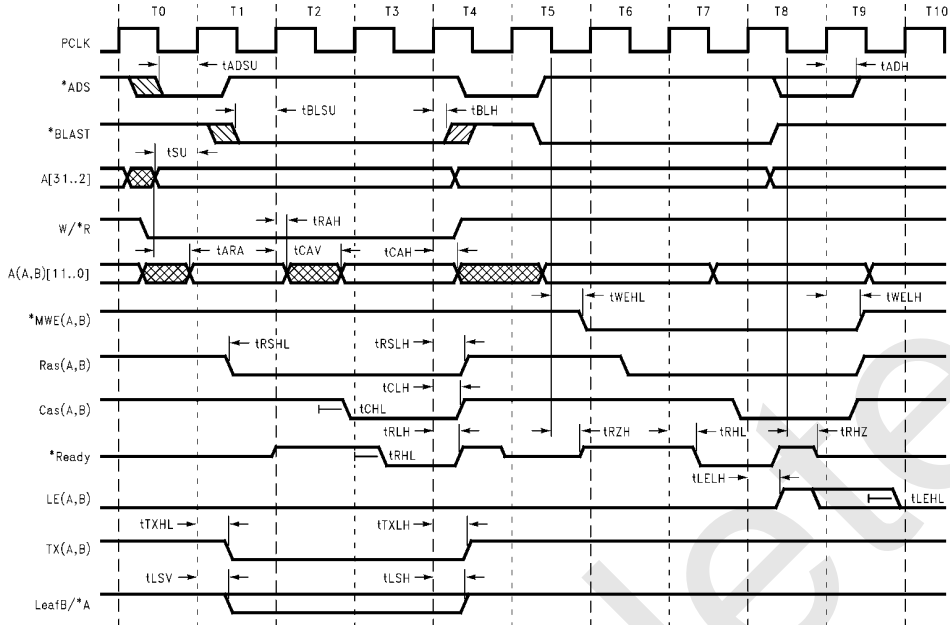 T0 T1 T2 T3 T4 T5 T6 T7 T8 T9 T10
PCLK
tADSU tADH
*ADS
tBLSU tBLH
*BLAST
tSU
A[31..2]
W/*R tRAH
tARA tCAV tCAH
A(A,B)[11..0]
tWEHL tWELH
*MWE(A,B)
tRSHL tRSLH
Ras(A,B)
tCLH
Cas(A,B) tCHL
tRLH tRZH tRHL tRHZ
*Ready tRHL
tLELH
LE(A,B) tLEHL
tTXHL tTXLH
TX(A,B)
tLSV tLSH
LeafB/*A
lete